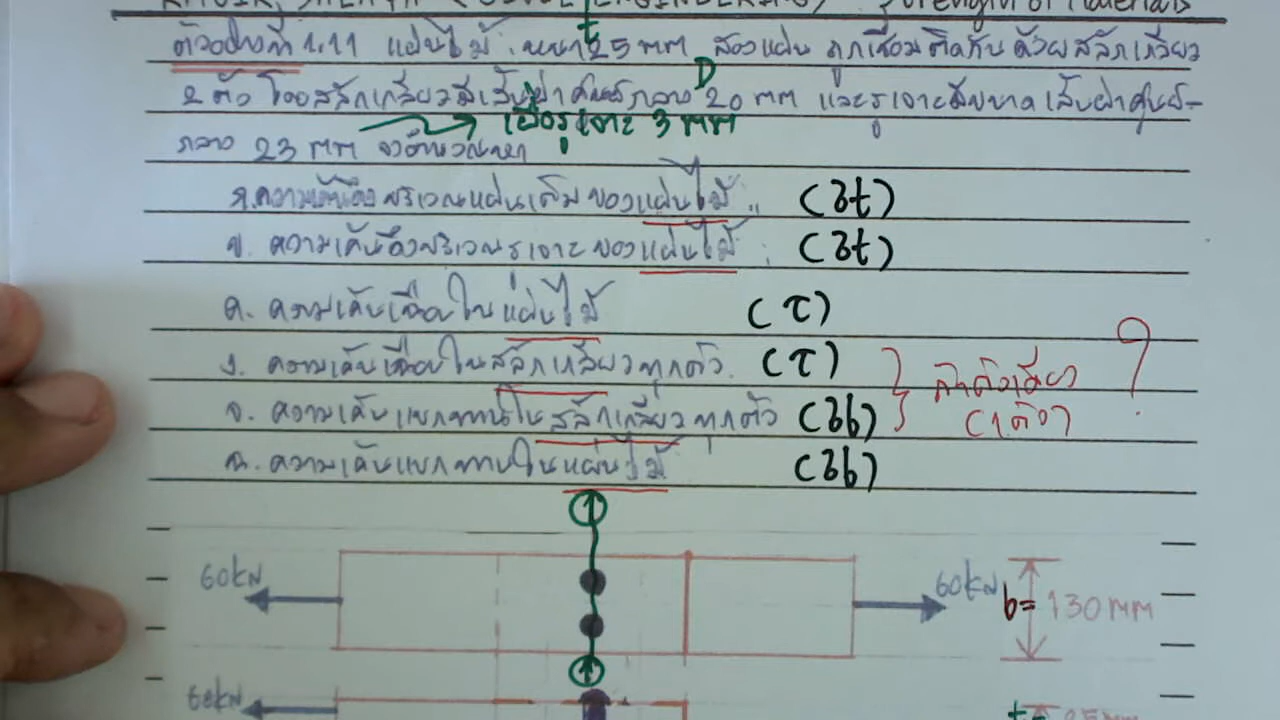 Strength of Materials
ตัวอย่างที่ 1.11 แผ่นไม้ หนา 25 mm สองแผ่น ถูกเชื่อมติดกัน ด้วยสลักเกลียว
t
2 ตัว โดยสลักเกลียวมีเส้นผ่าศูนย์กลาง 20 mm และรูเจาะมีขนาดเส้นผ่าศูนย์-
D
เผื่อรูเจาะ 3 mm
กลาง 23 mm จงคำนวณหา
ก. ความเค้นดึงบริเวณแผ่นเต็มของแผ่นไม้ (σt)
ข. ความเค้นดึงบริเวณรูเจาะของแผ่นไม้ (σt)
ค. ความเค้นเฉือนในแผ่นไม้ (τ)
ง. ความเค้นเฉือนในสลักเกลียวทุกตัว (τ)
จ. ความเค้นแบกทานในสลักเกลียวทุกตัว (σb)
ถ้าตัวเดียว (1 ตัว) ?
ฉ. ความเค้นแบกทานในแผ่นไม้ (σb)
60kN
60kN
b= 130 mm
60kN